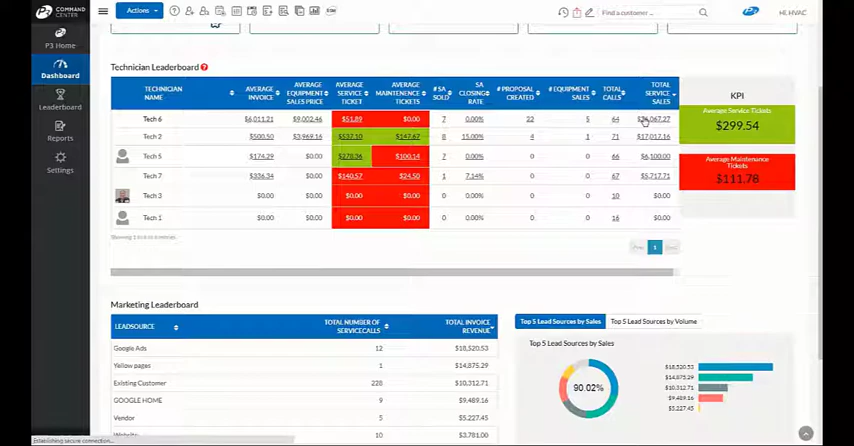 P3 COMMAND CENTER
Actions
Find a customer...
HI, HVAC
P3 Home
Dashboard
Leaderboard
Reports
Settings
Technician Leaderboard
TECHNICIAN NAME AVERAGE INVOICE AVERAGE EQUIPMENT SALES PRICE AVERAGE SERVICE TICKET AVERAGE MAINTENENCE TICKETS # SA SOLD SA CLOSING RATE # PROPOSAL CREATED # EQUIPMENT SALES TOTAL CALLS TOTAL SERVICE SALES
Tech 6 $6,011.21 $9,002.46 $51.89 $0.00 7 0.00% 22 5 64
Tech 2 $500.50 $3,969.16 $537.10 $147.67 8 15.00% 4 1 71 $17,017.16
Tech 5 $174.29 $0.00 $278.36 $100.14 7 0.00% 0 0 66 $6,100.00
Tech 7 $336.34 $0.00 $140.57 $24.50 1 7.14% 0 0 67 $5,717.71
Tech 3 $0.00 $0.00 $0.00 $0.00 0 0.00% 0 0 10 $0.00
Tech 1 $0.00 $0.00 $0.00 $0.00 0 0.00% 0 0 16 $0.00
1
KPI
Average Service Tickets
$299.54
Average Maintenance Tickets
$111.78
Marketing Leaderboard
LEADSOURCE TOTAL NUMBER OF SERVICECALLS TOTAL INVOICE REVENUE
Google Ads 12 $18,520.53
Yellow pages 1 $14,875.29
Existing Customer 228 $10,312.71
GOOGLE HOME 9 $9,489.16
Vendor 5 $5,227.45
Website 10 $3,781.00
Top 5 Lead Sources by Sales
Top 5 Lead Sources by Volume
Top 5 Lead Sources by Sales
90.02%
$18,520.53
$14,875.29
$10,312.71
$9,489.16
$5,227.45
Establishing secure connection...